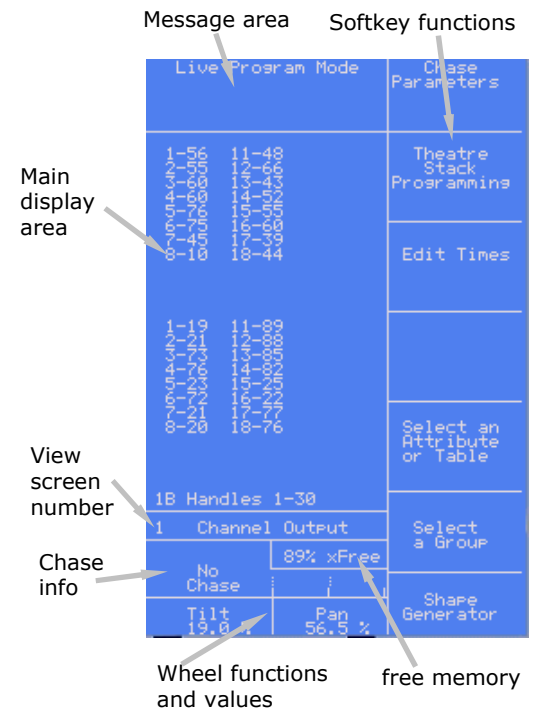 Message area
Softkey functions
Live Program Mode
Chase
Parameters
Main
display
area
1-56 11-48
2-55 12-66
3-60 13-43
4-60 14-52
5-76 15-55
6-75 16-60
7-45 17-39
8-10 18-44
Theatre
Stack
Programming
Edit Times
1-19 11-89
2-21 12-88
3-73 13-85
4-76 14-82
5-23 15-25
6-72 16-22
7-21 17-77
8-20 18-76
Select an
Attribute
or Table
View
screen
number
1B Handles 1-30
1 Channel Output
Select
a Group
Chase
info
89% xFree
No
Chase
Tilt
19.0 %
Pan
56.5 %
Shape
Generator
Wheel functions
and values
free memory